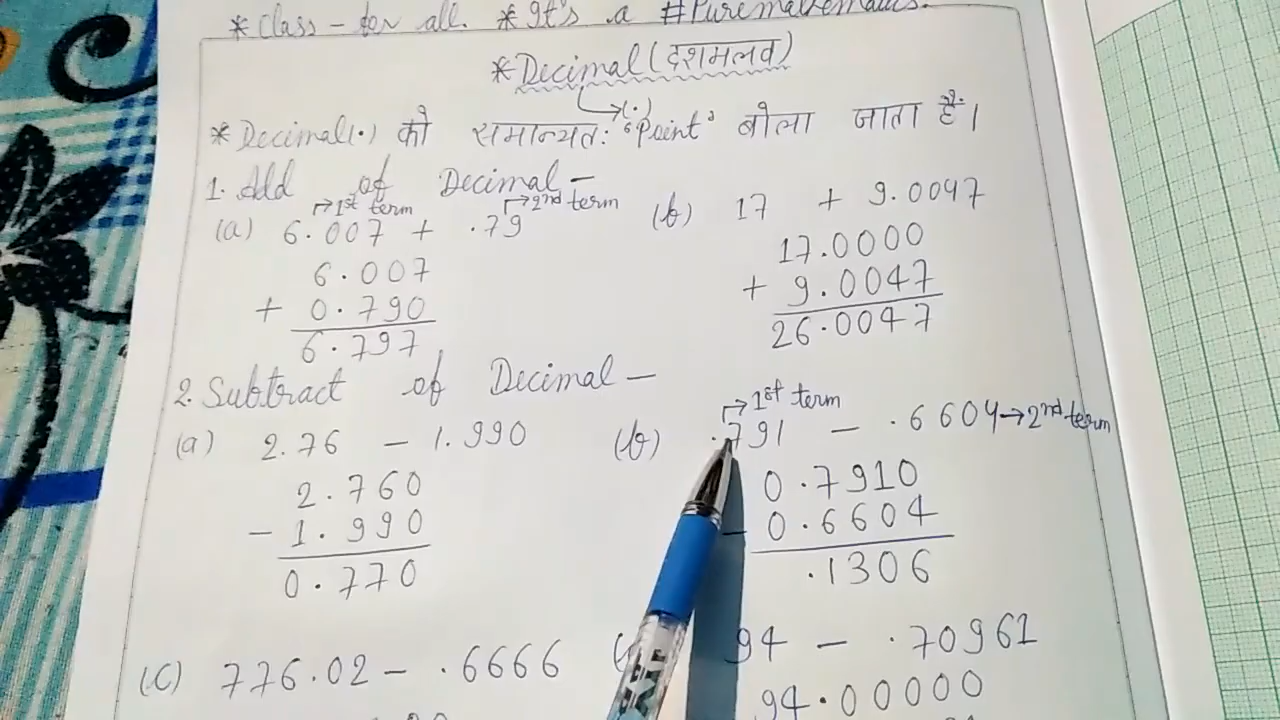 *Class - for all. *It's a #Puremathematics.
*Decimal (दशमलव)
→(.)
*Decimal(.) को समान्यत: 'Point' बोला जाता है।
1. Add of Decimal-
→1st term →2nd term
(a) 6.007 + .79
6.007
+ 0.790
6.797
(b) 17 + 9.0047
17.0000
+ 9.0047
26.0047
2. Subtract of Decimal-
(a) 2.76 - 1.990
2.760
- 1.990
0.770
→1st term
(b) .791 - .6604→2nd term
0.7910
- 0.6604
.1306
(c) 776.02 - .6666
94 - .70961
94.00000